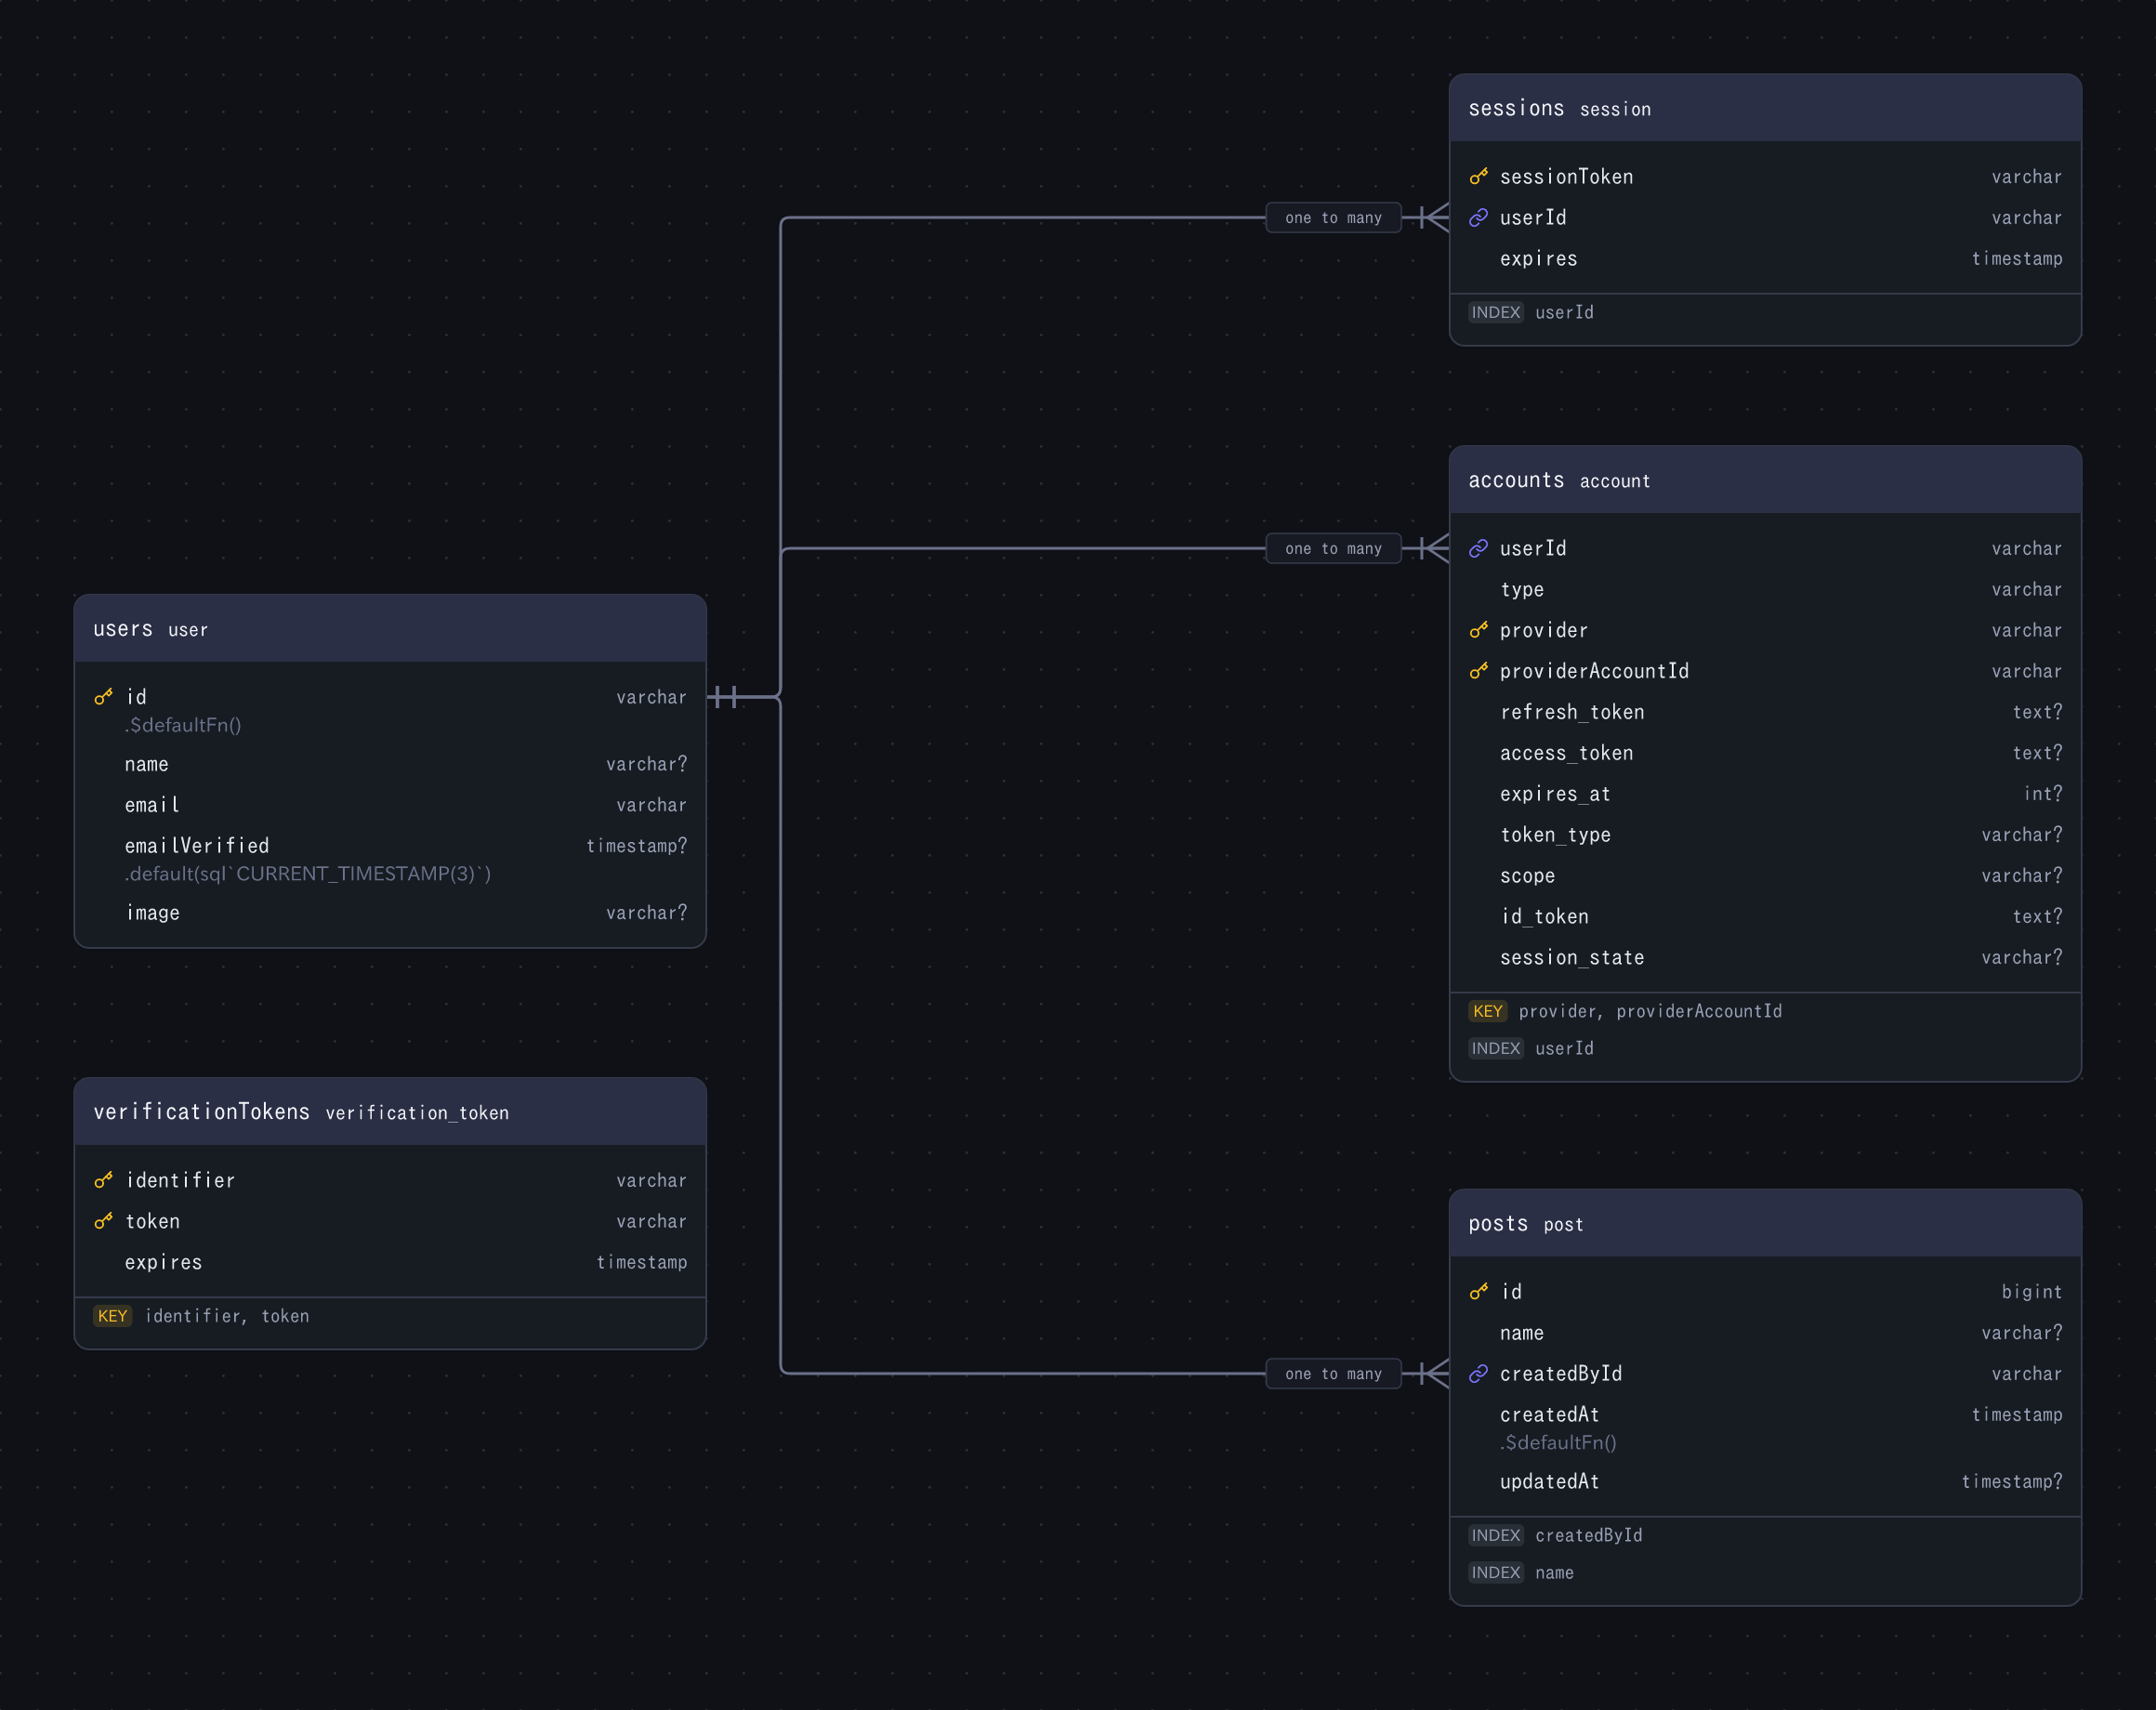 sessions session
sessionToken varchar
one to many
userId varchar
expires timestamp
INDEX userId
accounts account
one to many
userId varchar
type varchar
provider varchar
providerAccountId varchar
refresh_token text?
access_token text?
expires_at int?
token_type varchar?
scope varchar?
id_token text?
session_state varchar?
KEY provider, providerAccountId
INDEX userId
users user
id varchar
.$defaultFn()
name varchar?
email varchar
emailVerified timestamp?
.default(sql`CURRENT_TIMESTAMP(3)`)
image varchar?
verificationTokens verification_token
identifier varchar
token varchar
expires timestamp
KEY identifier, token
posts post
id bigint
name varchar?
one to many
createdById varchar
createdAt timestamp
.$defaultFn()
updatedAt timestamp?
INDEX createdById
INDEX name